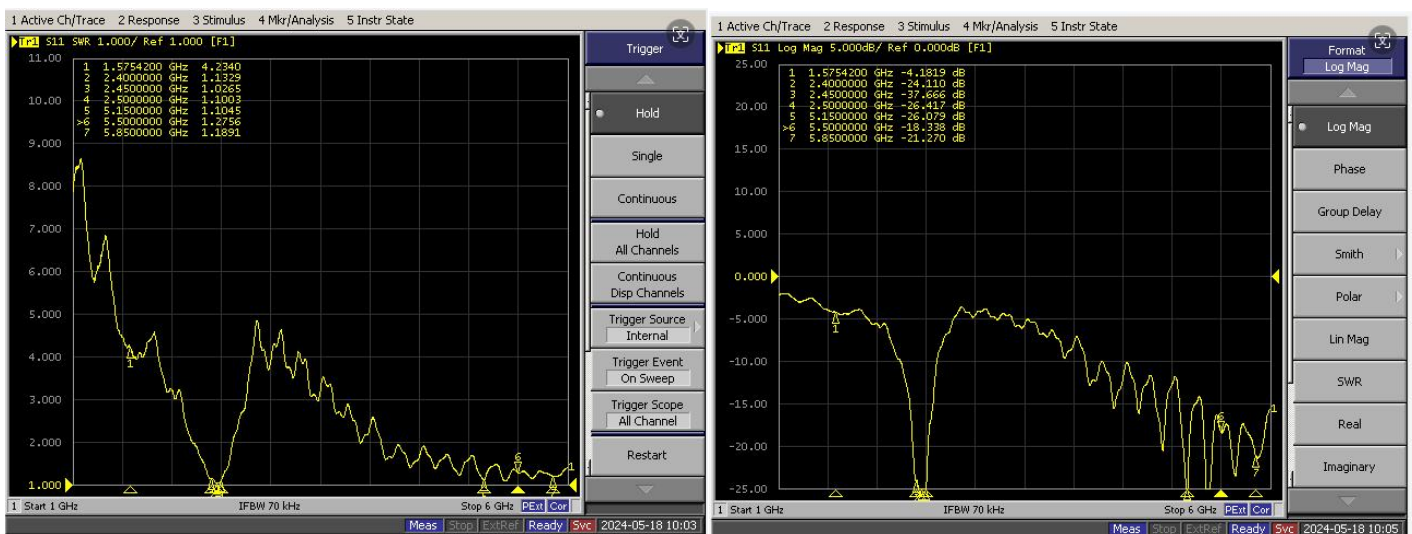 1 Active Ch/Trace 2 Response 3 Stimulus 4 Mkr/Analysis 5 Instr State
Tr1 S11 SWR 1.000/ Ref 1.000 [F1]
11.00
10.00
9.000
8.000
7.000
6.000
5.000
4.000
3.000
2.000
1.000
1 1.5754200 GHz 4.2340
2 2.4000000 GHz 1.1329
3 2.4500000 GHz 1.0265
4 2.5000000 GHz 1.1003
5 5.1500000 GHz 1.1045
>6 5.5000000 GHz 1.2756
7 5.8500000 GHz 1.1891
1
6
1
1 Start 1 GHz IFBW 70 kHz Stop 6 GHz PExt Cor
Meas Stop ExtRef Ready Svc 2024-05-18 10:03
Trigger
Hold
Single
Continuous
Hold
All Channels
Continuous
Disp Channels
Trigger Source
Internal
Trigger Event
On Sweep
Trigger Scope
All Channel
Restart
1 Active Ch/Trace 2 Response 3 Stimulus 4 Mkr/Analysis 5 Instr State
Tr1 S11 Log Mag 5.000dB/ Ref 0.000dB [F1]
25.00
20.00
15.00
10.00
5.000
0.000
-5.000
-10.00
-15.00
-20.00
-25.00
1 1.5754200 GHz -4.1819 dB
2 2.4000000 GHz -24.110 dB
3 2.4500000 GHz -37.666 dB
4 2.5000000 GHz -26.417 dB
5 5.1500000 GHz -26.079 dB
>6 5.5000000 GHz -18.338 dB
7 5.8500000 GHz -21.270 dB
1
6
1
7
1 Start 1 GHz IFBW 70 kHz Stop 6 GHz PExt Cor
Meas Stop ExtRef Ready Svc 2024-05-18 10:05
Format
Log Mag
Log Mag
Phase
Group Delay
Smith
Polar
Lin Mag
SWR
Real
Imaginary